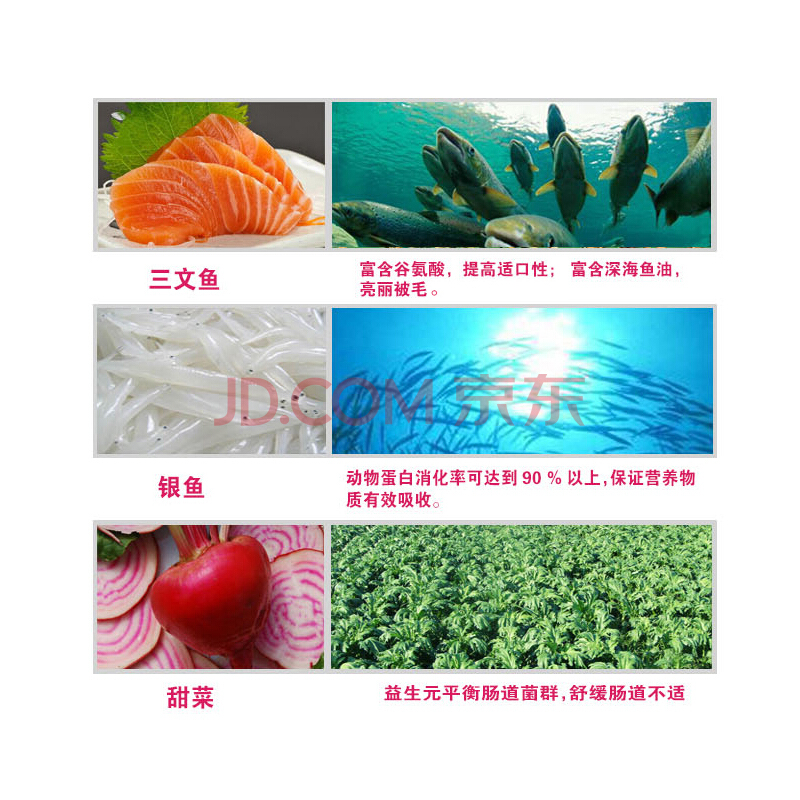 三文鱼
富含谷氨酸，提高适口性； 富含深海鱼油，
亮丽被毛。
JD.COM 京东
银鱼
动物蛋白消化率可达到 90 % 以上,保证营养物
质有效吸收。
甜菜
益生元平衡肠道菌群,舒缓肠道不适